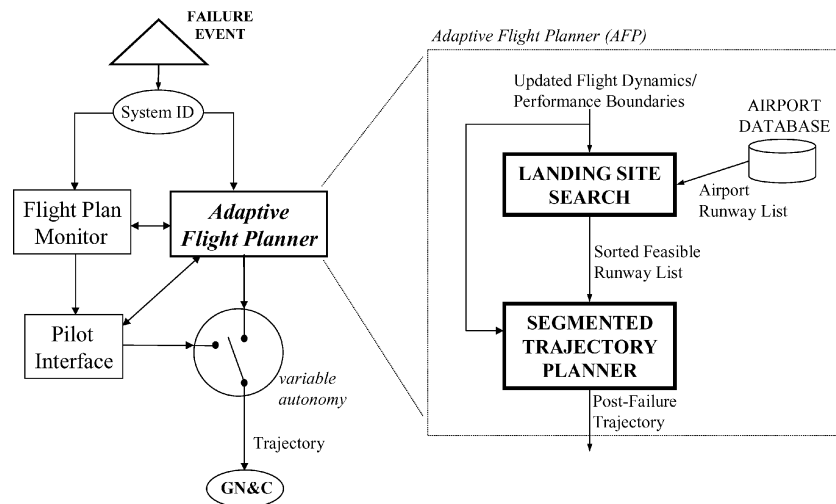 FAILURE
EVENT
System ID
Flight Plan
Monitor
Adaptive
Flight Planner
Pilot
Interface
variable
autonomy
Trajectory
GN&C
Adaptive Flight Planner (AFP)
Updated Flight Dynamics/
Performance Boundaries
AIRPORT
DATABASE
LANDING SITE
SEARCH
Airport
Runway List
Sorted Feasible
Runway List
SEGMENTED
TRAJECTORY
PLANNER
Post-Failure
Trajectory